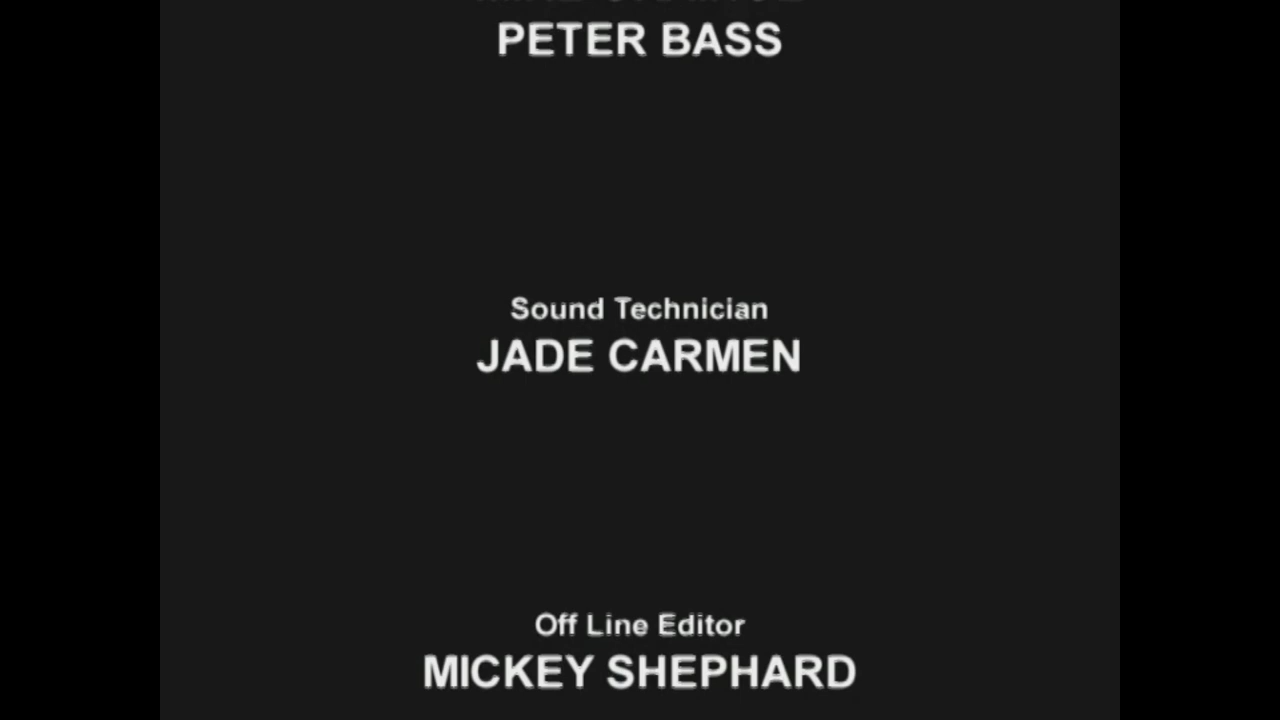 PETER BASS
Sound Technician
JADE CARMEN
Off Line Editor
MICKEY SHEPHARD